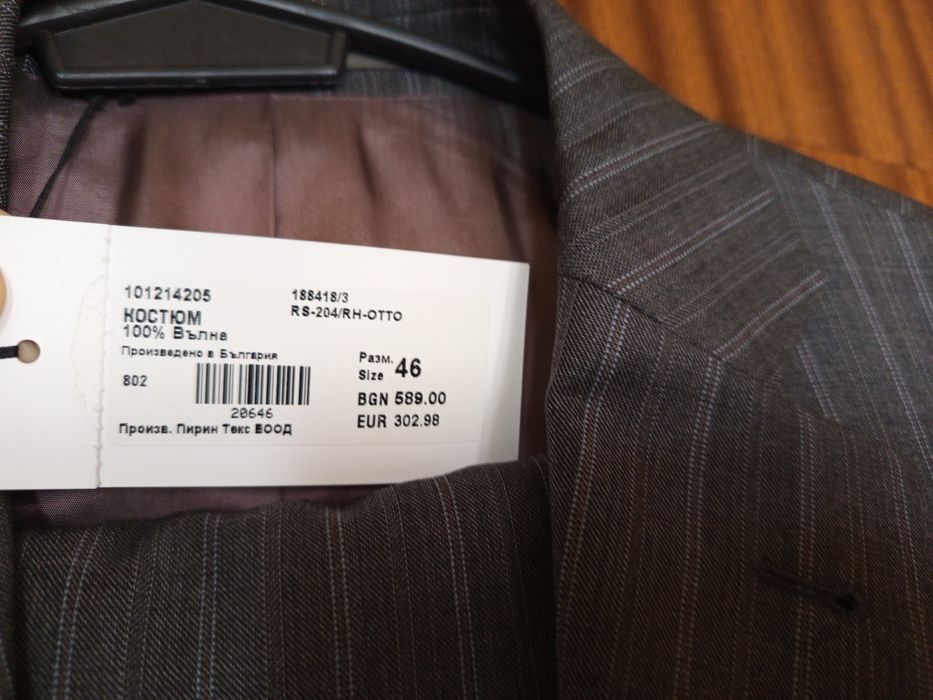 101214205
188418/3
КОСТЮМ
RS-204/RH-OTTO
100% Вълна
Произведено в България
802
20646
Произв. Пирин Текс ЕООД
Разм.
Size 46
BGN 589.00
EUR 302.98